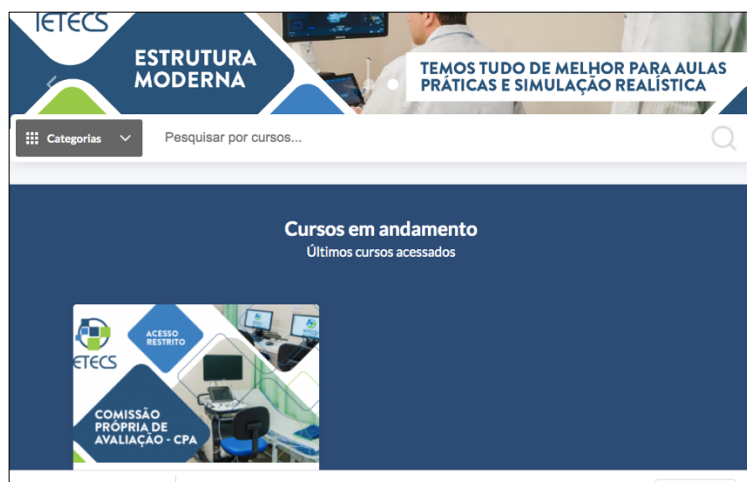 IETECS
ESTRUTURA
MODERNA
TEMOS TUDO DE MELHOR PARA AULAS
PRÁTICAS E SIMULAÇÃO REALÍSTICA
Categorias
Pesquisar por cursos...
Cursos em andamento
Últimos cursos acessados
ACESSO
RESTRITO
ETECS
COMISSÃO
PRÓPRIA DE
AVALIAÇÃO - CPA